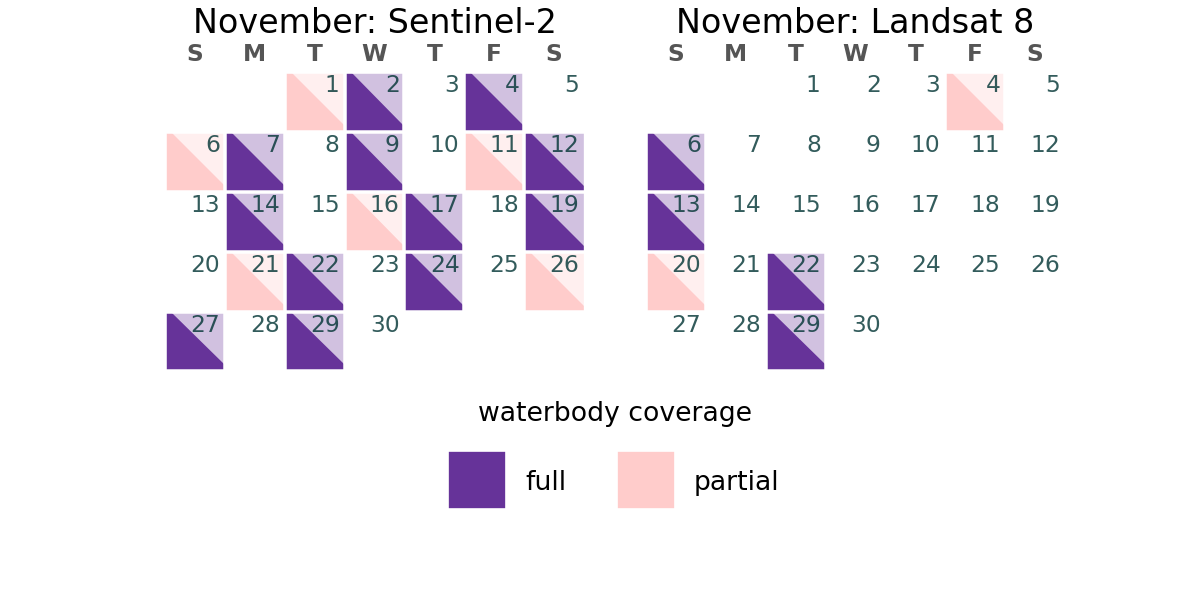 November: Sentinel-2
S M T W T F S
1 2 3 4 5
6 7 8 9 10 11 12
13 14 15 16 17 18 19
20 21 22 23 24 25 26
27 28 29 30
November: Landsat 8
S M T W T F S
1 2 3 4 5
6 7 8 9 10 11 12
13 14 15 16 17 18 19
20 21 22 23 24 25 26
27 28 29 30
waterbody coverage
full partial